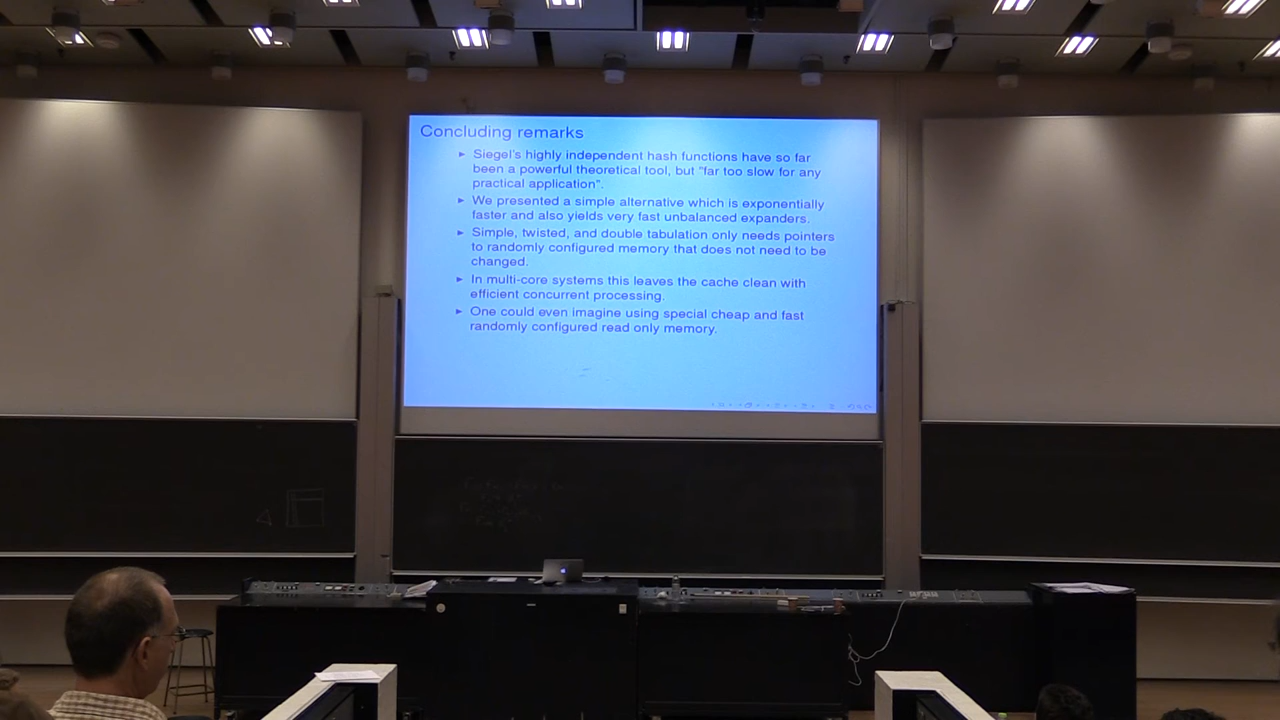 Concluding remarks
► Siegel's highly independent hash functions have so far
been a powerful theoretical tool, but "far too slow for any
practical application".
► We presented a simple alternative which is exponentially
faster and also yields very fast unbalanced expanders.
► Simple, twisted, and double tabulation only needs pointers
to randomly configured memory that does not need to be
changed.
► In multi-core systems this leaves the cache clean with
efficient concurrent processing.
► One could even imagine using special cheap and fast
randomly configured read only memory.